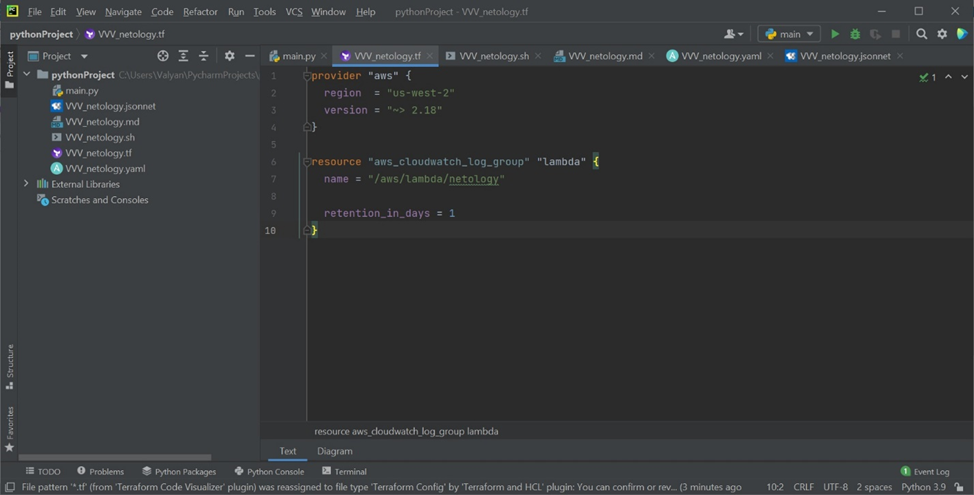 File Edit View Navigate Code Refactor Run Tools VCS Window Help pythonProject - VVV_netology.tf
pythonProject VVV_netology.tf main
Project
Project
main.py VVV_netology.tf VVV_netology.sh VVV_netology.md VVV_netology.yaml VVV_netology.jsonnet
pythonProject C:\Users\Valyan\PycharmProjects\
main.py
VVV_netology.jsonnet
VVV_netology.md
VVV_netology.sh
VVV_netology.tf
VVV_netology.yaml
External Libraries
Scratches and Consoles
1 provider "aws" {
2 region = "us-west-2"
3 version = "~> 2.18"
4 }
5
6 resource "aws_cloudwatch_log_group" "lambda" {
7 name = "/aws/lambda/netology"
8
9 retention_in_days = 1
10 }
1
Structure
Favorites
resource aws_cloudwatch_log_group lambda
Text Diagram
TODO Problems Python Packages Python Console Terminal 1 Event Log
File pattern '*.tf' (from 'Terraform Code Visualizer' plugin) was reassigned to file type 'Terraform Config' by 'Terraform and HCL' plugin: You can confirm or rev... (3 minutes ago 10:2 CRLF UTF-8 2 spaces Python 3.9